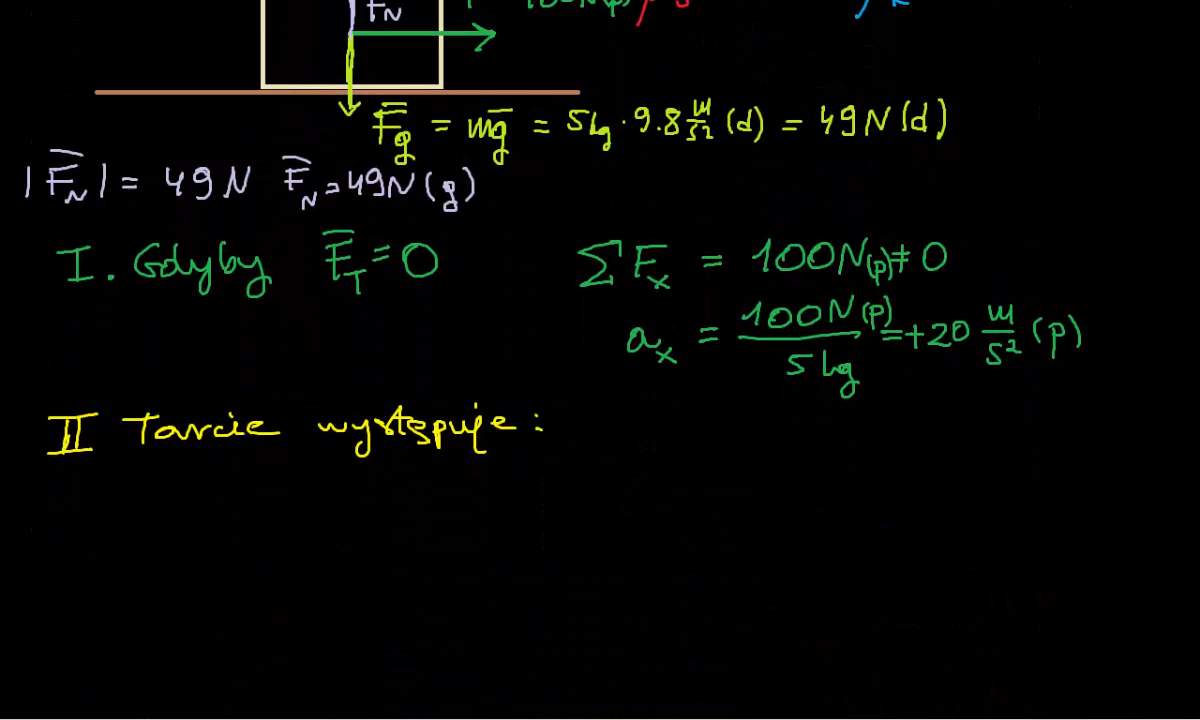 F_N 100N(p)
F_g = mg = 5kg · 9.8 m/s² (d) = 49N (d)
|F_N| = 49N F_N = 49N (g)
I. Gdyby F_T = 0 ΣF_x = 100N(p) ≠ 0
a_x = 100N(p)/5kg = +20 m/s² (p)
II Tarcie występuje: